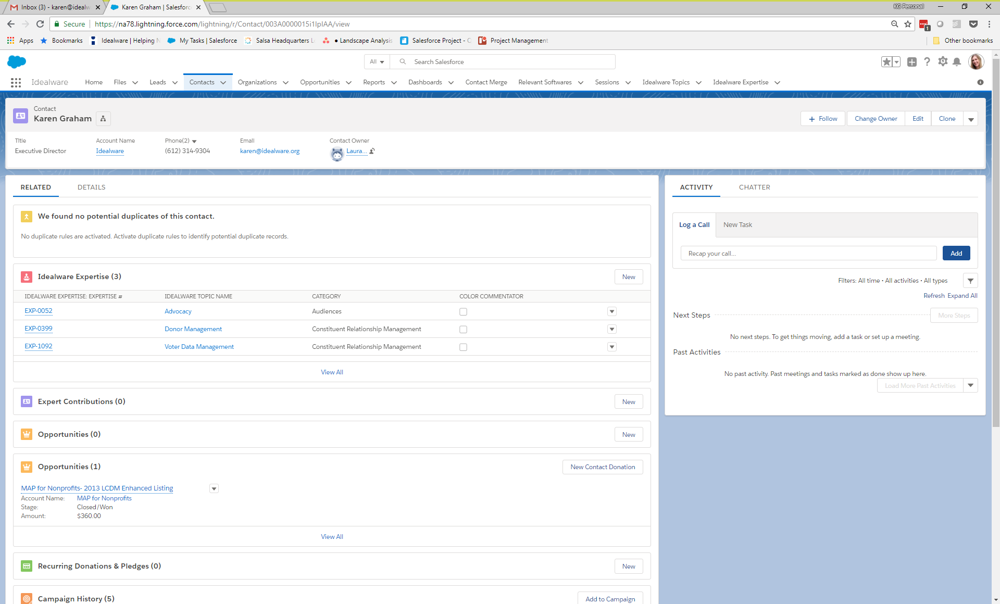 Inbox (3) - karen@idealw
Karen Graham | Salesforc
KG Personal
Secure
https://na78.lightning.force.com/lightning/r/Contact/003A0000015i1IpIAA/view
1
Apps
Bookmarks
Idealware | Helping N
My Tasks | Salesforce
Salsa Headquarters L
• Landscape Analysis
Salesforce Project - C
Project Management
Other bookmarks
All
Search Salesforce
Idealware
Home
Files
Leads
Contacts
Organizations
Opportunities
Reports
Dashboards
Contact Merge
Relevant Softwares
Sessions
Idealware Topics
Idealware Expertise
Contact
Karen Graham
+ Follow
Change Owner
Edit
Clone
Title
Account Name
Phone(2)
Email
Contact Owner
Executive Director
Idealware
(612) 314-9304
karen@idealware.org
Laura...
RELATED
DETAILS
We found no potential duplicates of this contact.
No duplicate rules are activated. Activate duplicate rules to identify potential duplicate records.
Idealware Expertise (3)
New
IDEALWARE EXPERTISE: EXPERTISE #
IDEALWARE TOPIC NAME
CATEGORY
COLOR COMMENTATOR
EXP-0052
Advocacy
Audiences
EXP-0399
Donor Management
Constituent Relationship Management
EXP-1092
Voter Data Management
Constituent Relationship Management
View All
Expert Contributions (0)
New
Opportunities (0)
New
Opportunities (1)
New Contact Donation
MAP for Nonprofits- 2013 LCDM Enhanced Listing
Account Name: MAP for Nonprofits
Stage: Closed/Won
Amount: $360.00
View All
Recurring Donations & Pledges (0)
New
Campaign History (5)
Add to Campaign
ACTIVITY
CHATTER
Log a Call
New Task
Recap your call...
Add
Filters: All time • All activities • All types
Refresh Expand All
Next Steps
More Steps
No next steps. To get things moving, add a task or set up a meeting.
Past Activities
No past activity. Past meetings and tasks marked as done show up here.
Load More Past Activities